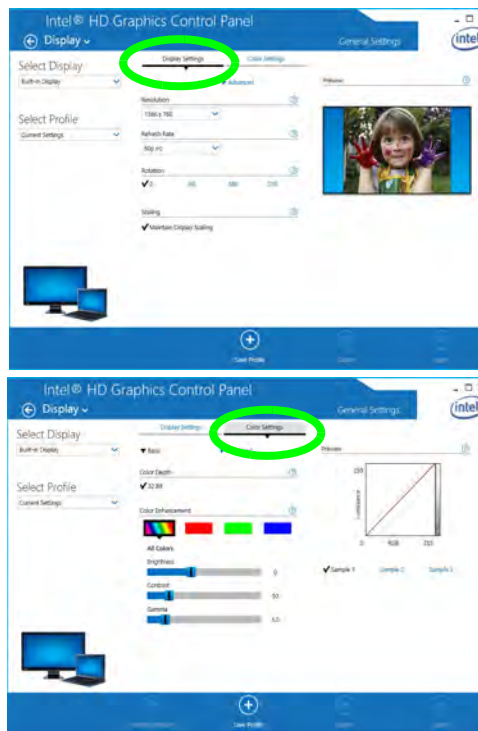 Intel® HD Graphics Control Panel
Display
General Settings
intel
Select Display
Built-in Display
Select Profile
Current Settings
Display Settings
Color Settings
Advanced
Resolution
Refresh Rate
Rotation
0
90
180
270
Scaling
Maintain Display Scaling
Preview
Save Profile
Intel® HD Graphics Control Panel
Display
General Settings
intel
Select Display
Built-in Display
Select Profile
Current Settings
Display Settings
Color Settings
Basic
Color Depth
32 Bit
Color Enhancement
All Colors
Brightness
0
Contrast
50
Gamma
Preview
255
Luminance
0
RGB
255
Sample 1
Sample 2
Sample 3
Save Profile